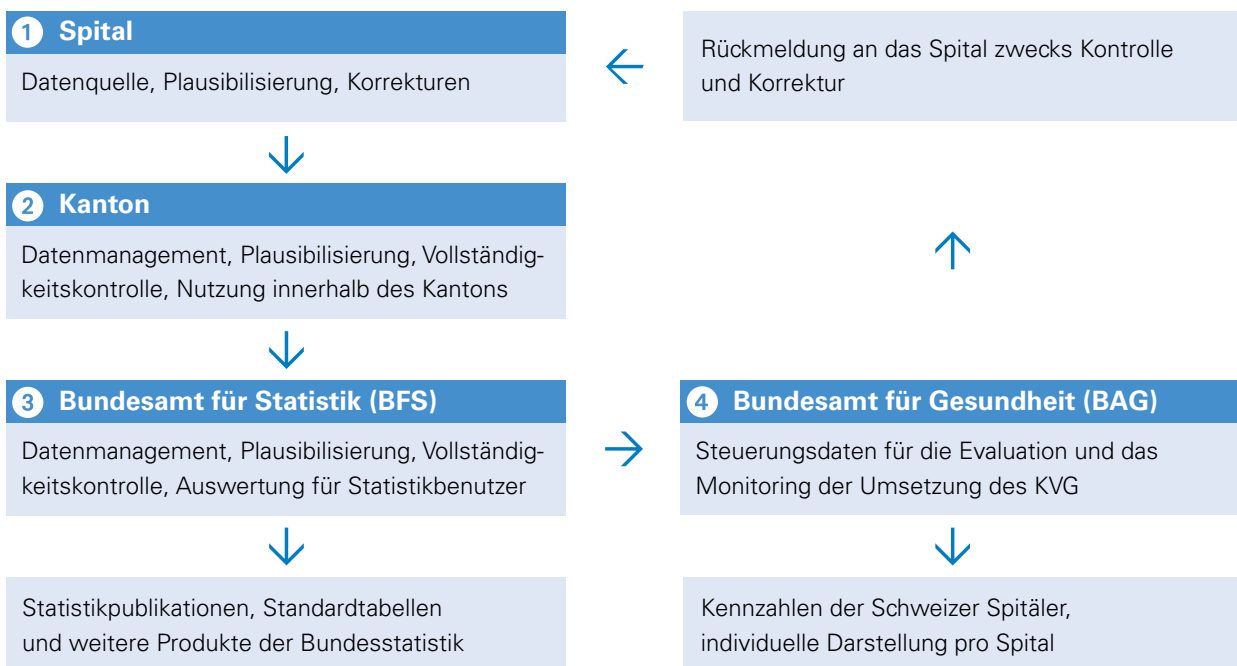 1 Spital
Datenquelle, Plausibilisierung, Korrekturen
Rückmeldung an das Spital zwecks Kontrolle
und Korrektur
2 Kanton
Datenmanagement, Plausibilisierung, Vollständig-
keitskontrolle, Nutzung innerhalb des Kantons
3 Bundesamt für Statistik (BFS)
Datenmanagement, Plausibilisierung, Vollständig-
keitskontrolle, Auswertung für Statistikbenutzer
4 Bundesamt für Gesundheit (BAG)
Steuerungsdaten für die Evaluation und das
Monitoring der Umsetzung des KVG
Statistikpublikationen, Standardtabellen
und weitere Produkte der Bundesstatistik
Kennzahlen der Schweizer Spitäler,
individuelle Darstellung pro Spital